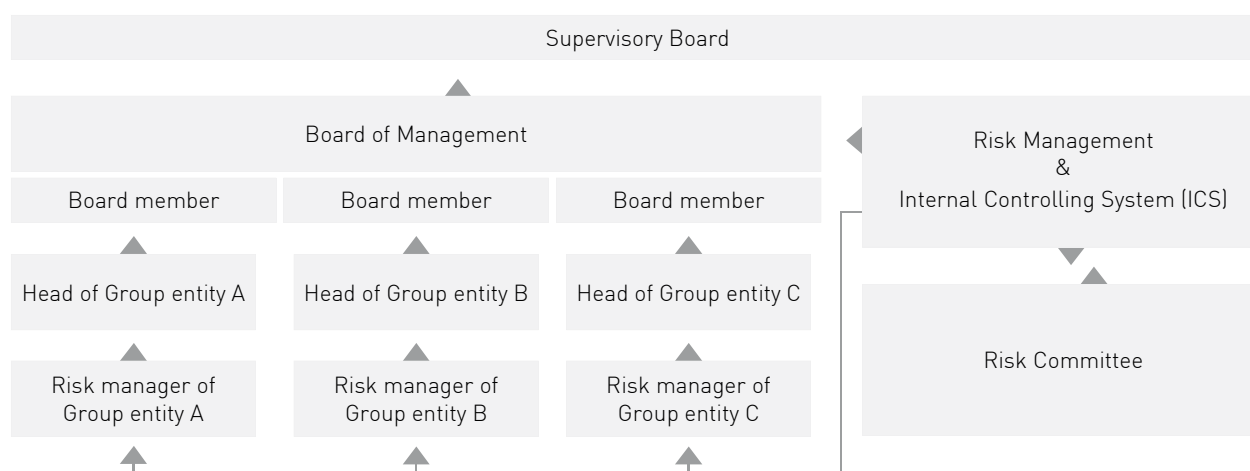 Supervisory Board
Board of Management
Risk Management
&
Internal Controlling System (ICS)
Board member
Board member
Board member
Head of Group entity A
Head of Group entity B
Head of Group entity C
Risk Committee
Risk manager of
Group entity A
Risk manager of
Group entity B
Risk manager of
Group entity C